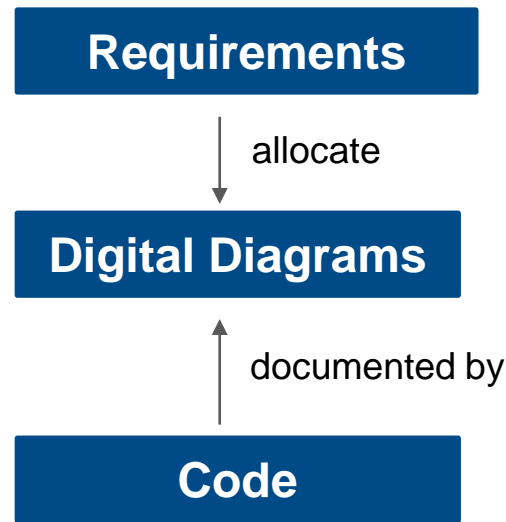 Requirements
allocate
Digital Diagrams
documented by
Code